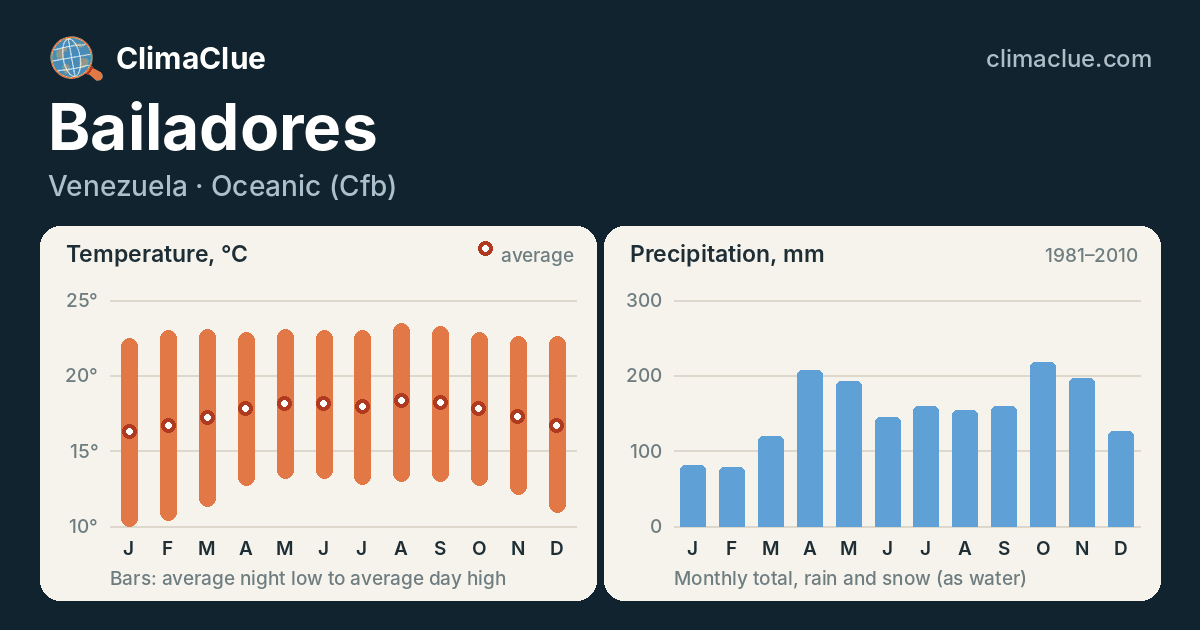 ClimaClue
climaclue.com
Bailadores
Venezuela · Oceanic (Cfb)
Temperature, °C
average
25°
20°
15°
10°
J F M A M J J A S O N D
Bars: average night low to average day high
Precipitation, mm
1981–2010
300
200
100
0
J F M A M J J A S O N D
Monthly total, rain and snow (as water)